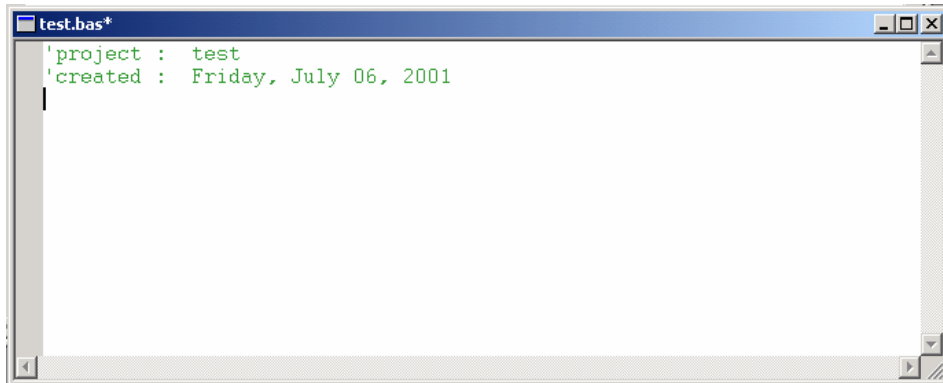 test.bas*
'project :  test
'created :  Friday, July 06, 2001